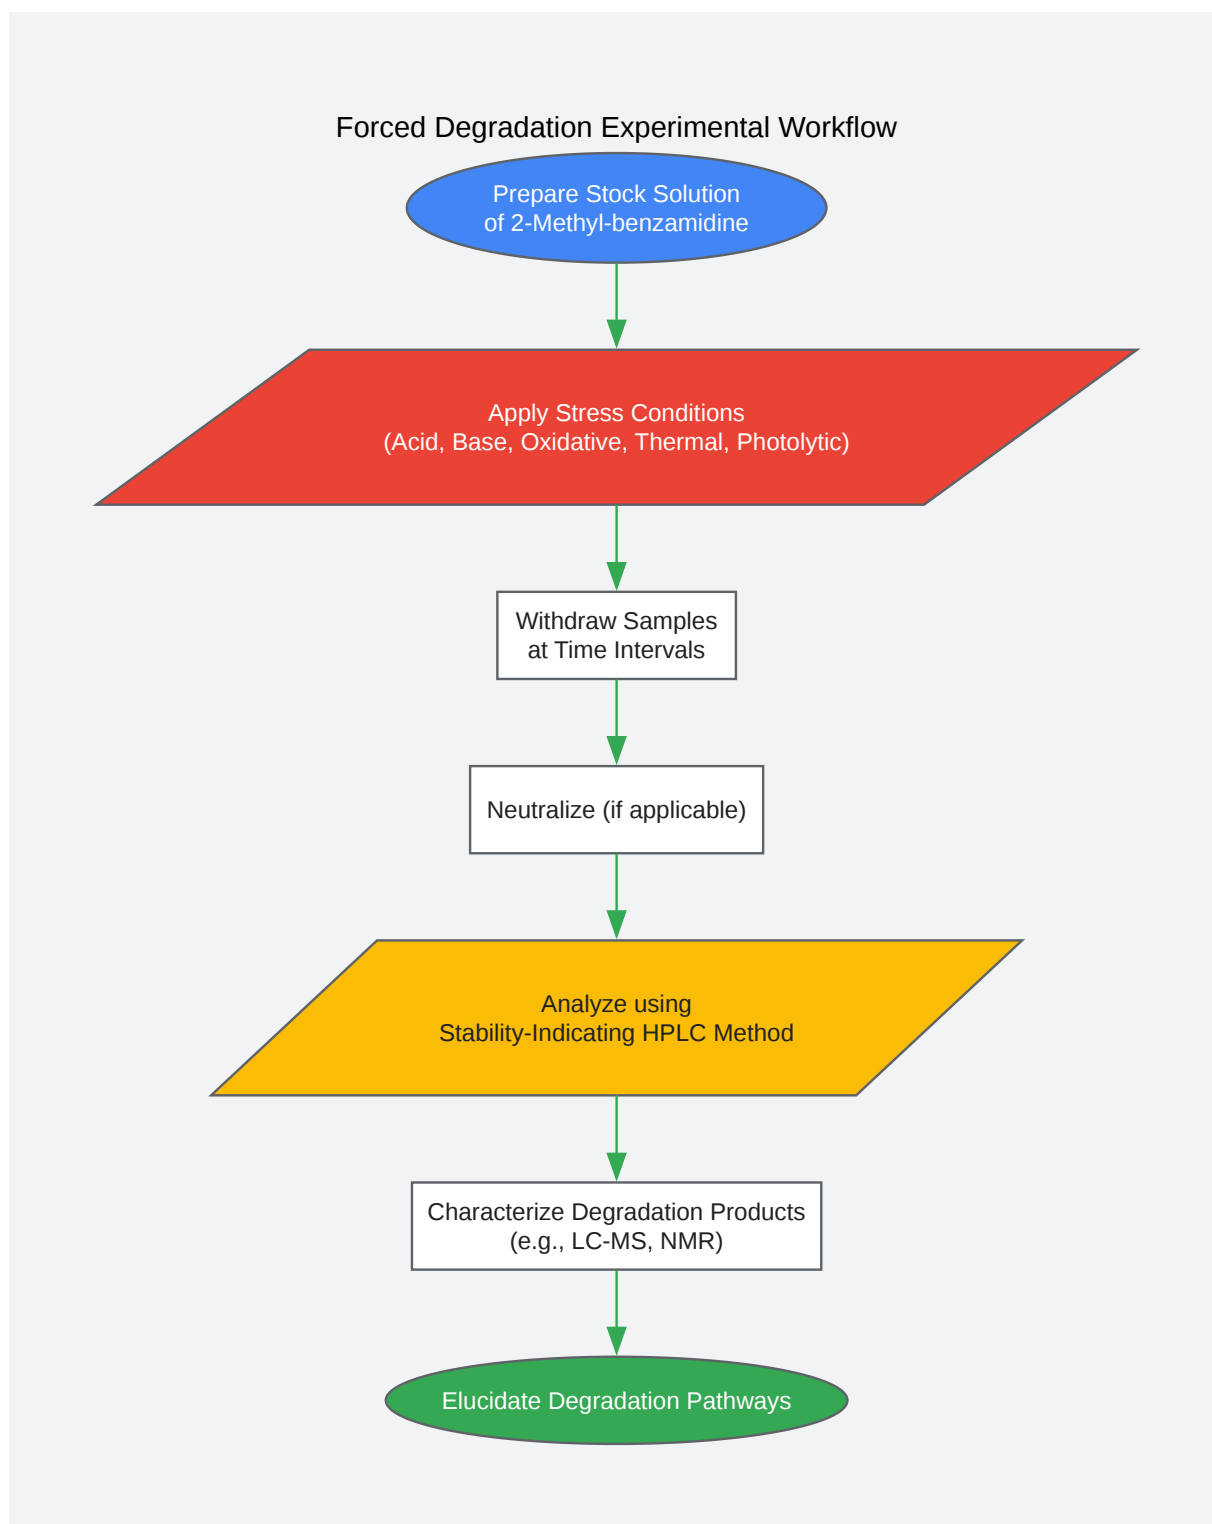 Forced Degradation Experimental Workflow
Prepare Stock Solution
of 2-Methyl-benzamidine
Apply Stress Conditions
(Acid, Base, Oxidative, Thermal, Photolytic)
Withdraw Samples
at Time Intervals
Neutralize (if applicable)
Analyze using
Stability-Indicating HPLC Method
Characterize Degradation Products
(e.g., LC-MS, NMR)
Elucidate Degradation Pathways